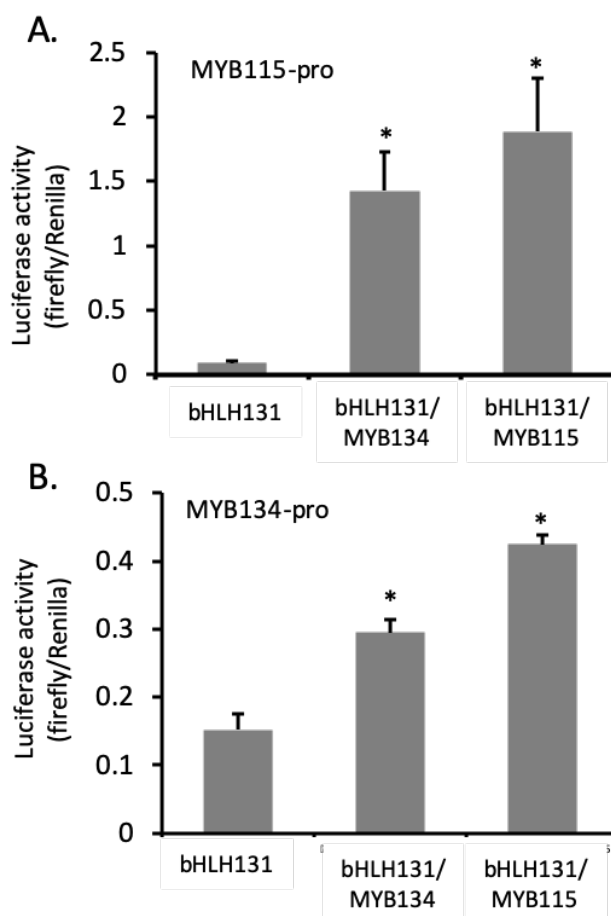 A.
MYB115-pro
Luciferase activity
(firefly/Renilla)
2.5
2
1.5
1
0.5
0
*
*
bHLH131
bHLH131/
MYB134
bHLH131/
MYB115
B.
MYB134-pro
Luciferase activity
(firefly/Renilla)
0.5
0.4
0.3
0.2
0.1
0
*
*
bHLH131
bHLH131/
MYB134
bHLH131/
MYB115